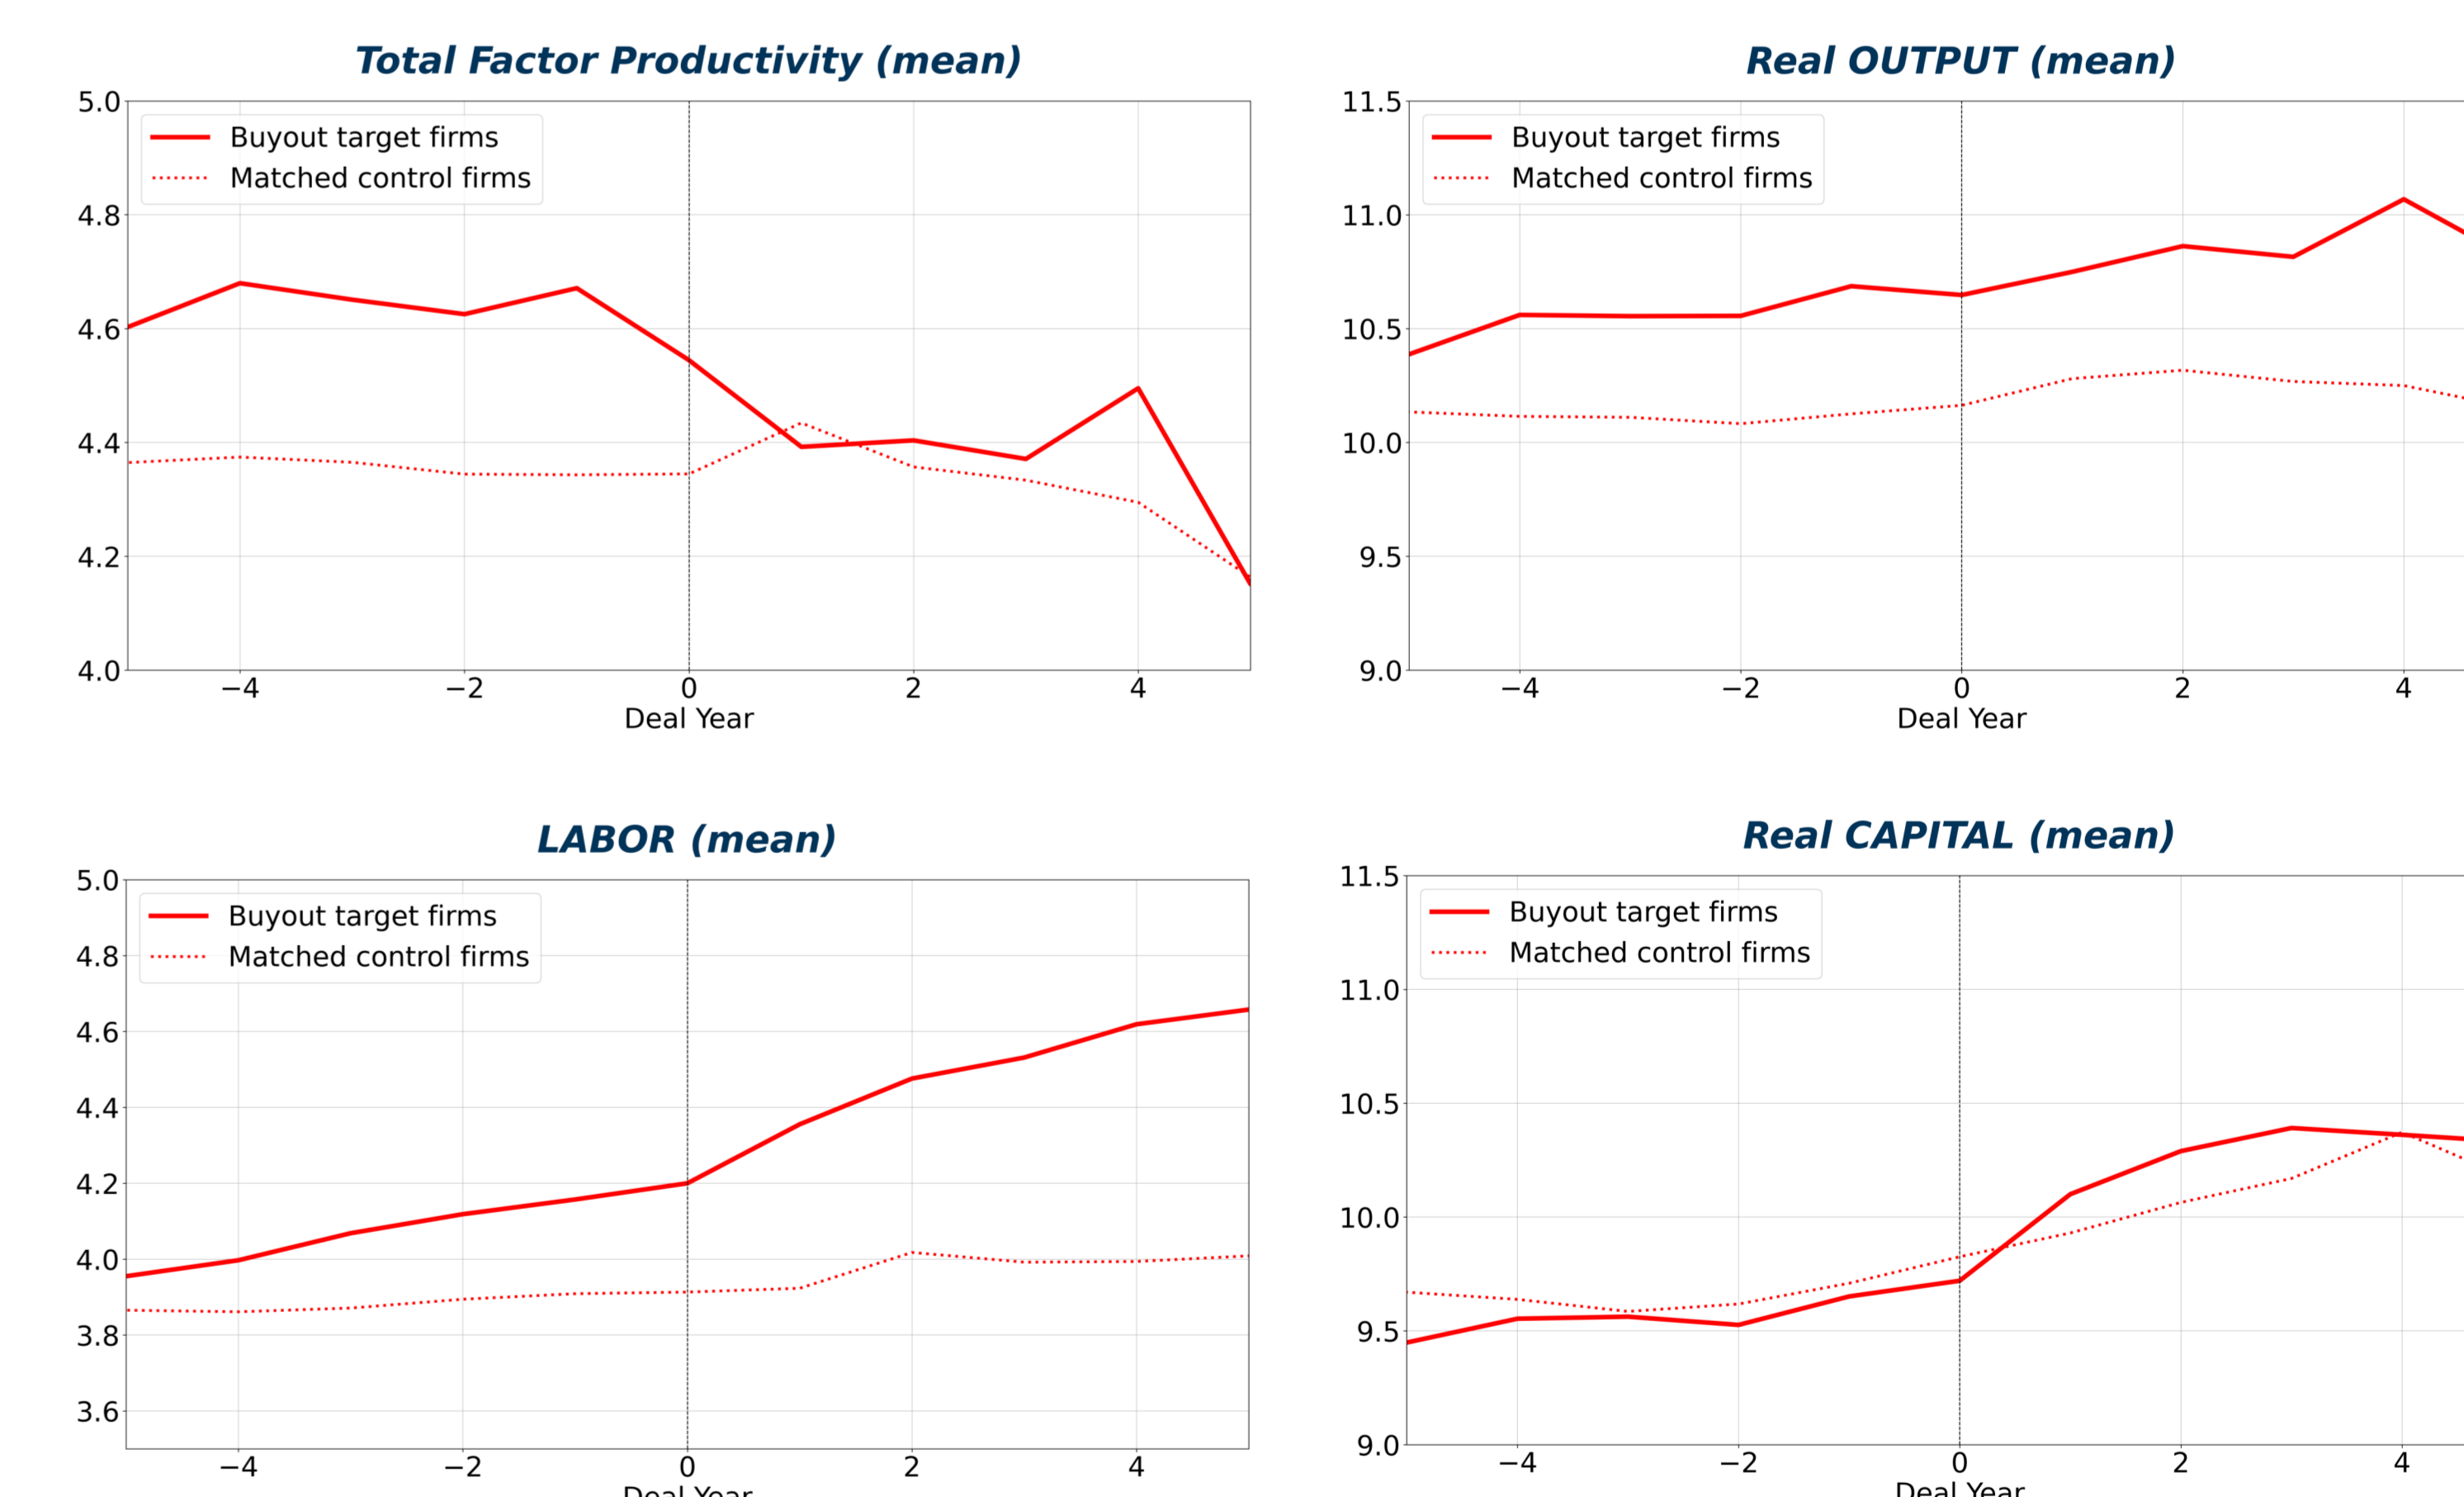 Total Factor Productivity (mean)
5.0
4.8
4.6
4.4
4.2
4.0
Buyout target firms
Matched control firms
−4 −2 0 2 4
Deal Year
Real OUTPUT (mean)
11.5
11.0
10.5
10.0
9.5
9.0
Buyout target firms
Matched control firms
−4 −2 0 2 4
Deal Year
LABOR (mean)
5.0
4.8
4.6
4.4
4.2
4.0
3.8
3.6
Buyout target firms
Matched control firms
−4 −2 0 2 4
Deal Year
Real CAPITAL (mean)
11.5
11.0
10.5
10.0
9.5
9.0
Buyout target firms
Matched control firms
−4 −2 0 2 4
Deal Year